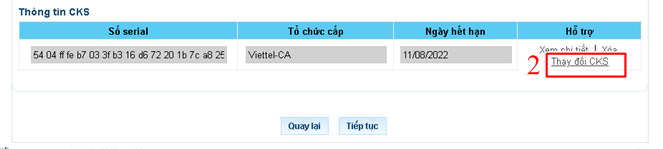 Thông tin CKS
Số serial Tổ chức cấp Ngày hết hạn Hỗ trợ
54 04 ff fe b7 03 3f b3 16 d6 72 20 1b 7c a8 25 Viettel-CA 11/08/2022 Xem chi tiết | Xóa
2 Thay đổi CKS
Quay lại Tiếp tục